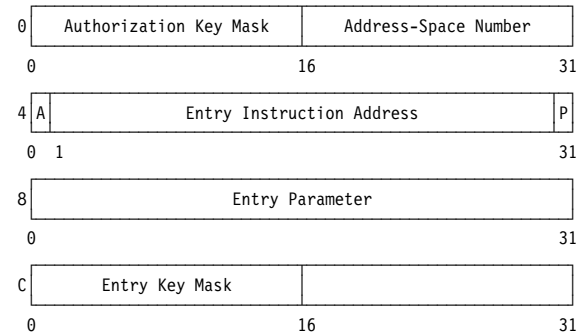 0 Authorization Key Mask Address-Space Number
0 16 31
4 A Entry Instruction Address P
0 1 31
8 Entry Parameter
0 31
C Entry Key Mask
0 16 31